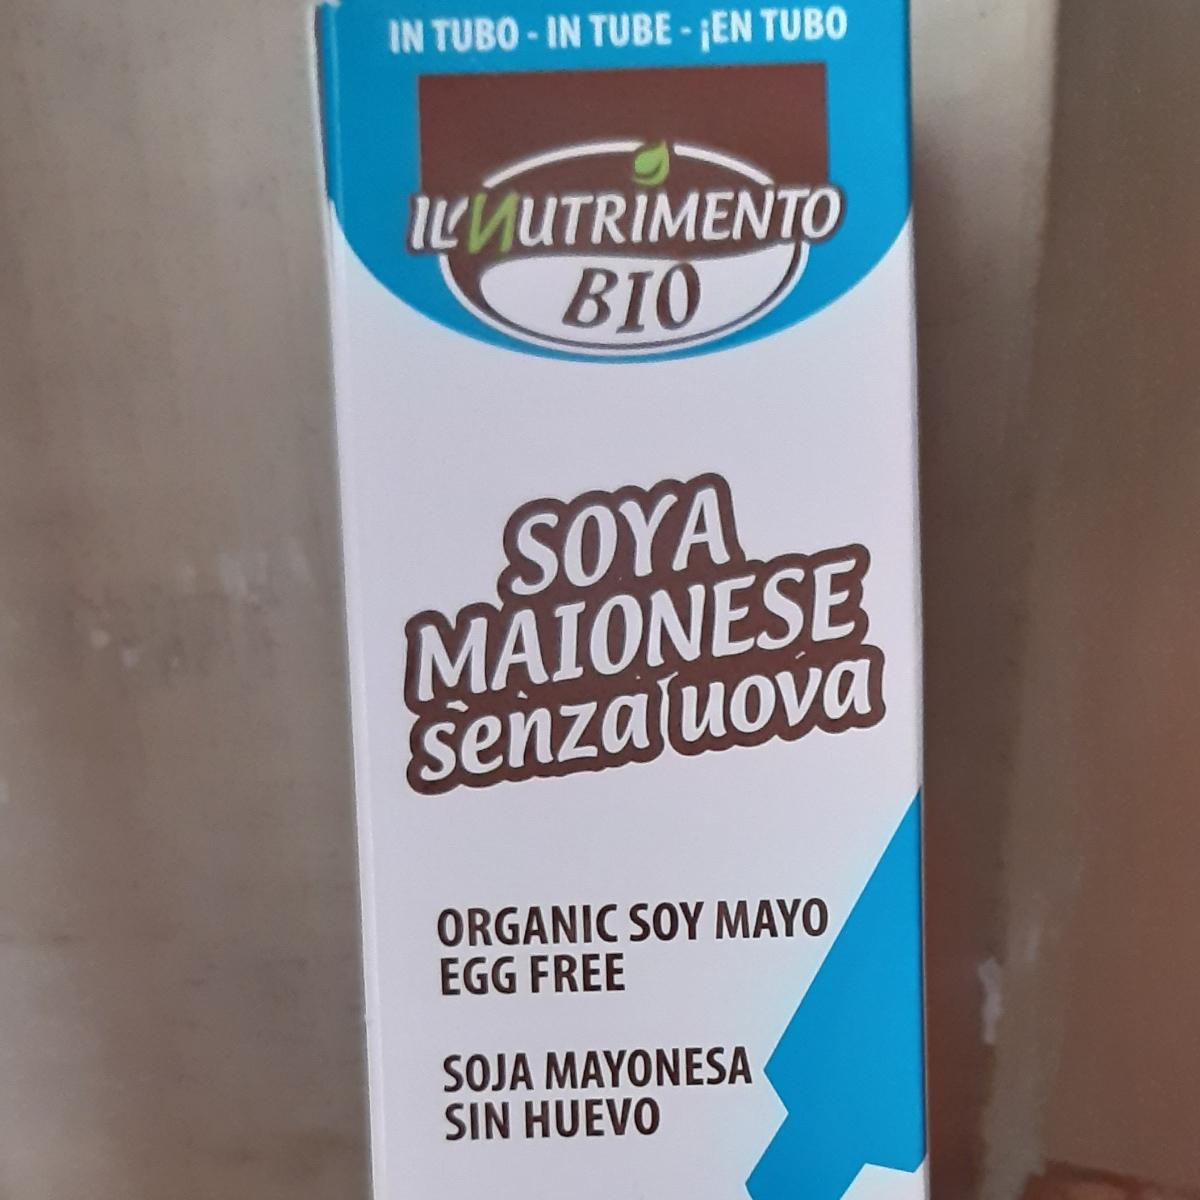 IN TUBO - IN TUBE - ¡EN TUBO
IL NUTRIMENTO
BIO
SOYA
MAIONESE
senza uova
ORGANIC SOY MAYO
EGG FREE
SOJA MAYONESA
SIN HUEVO